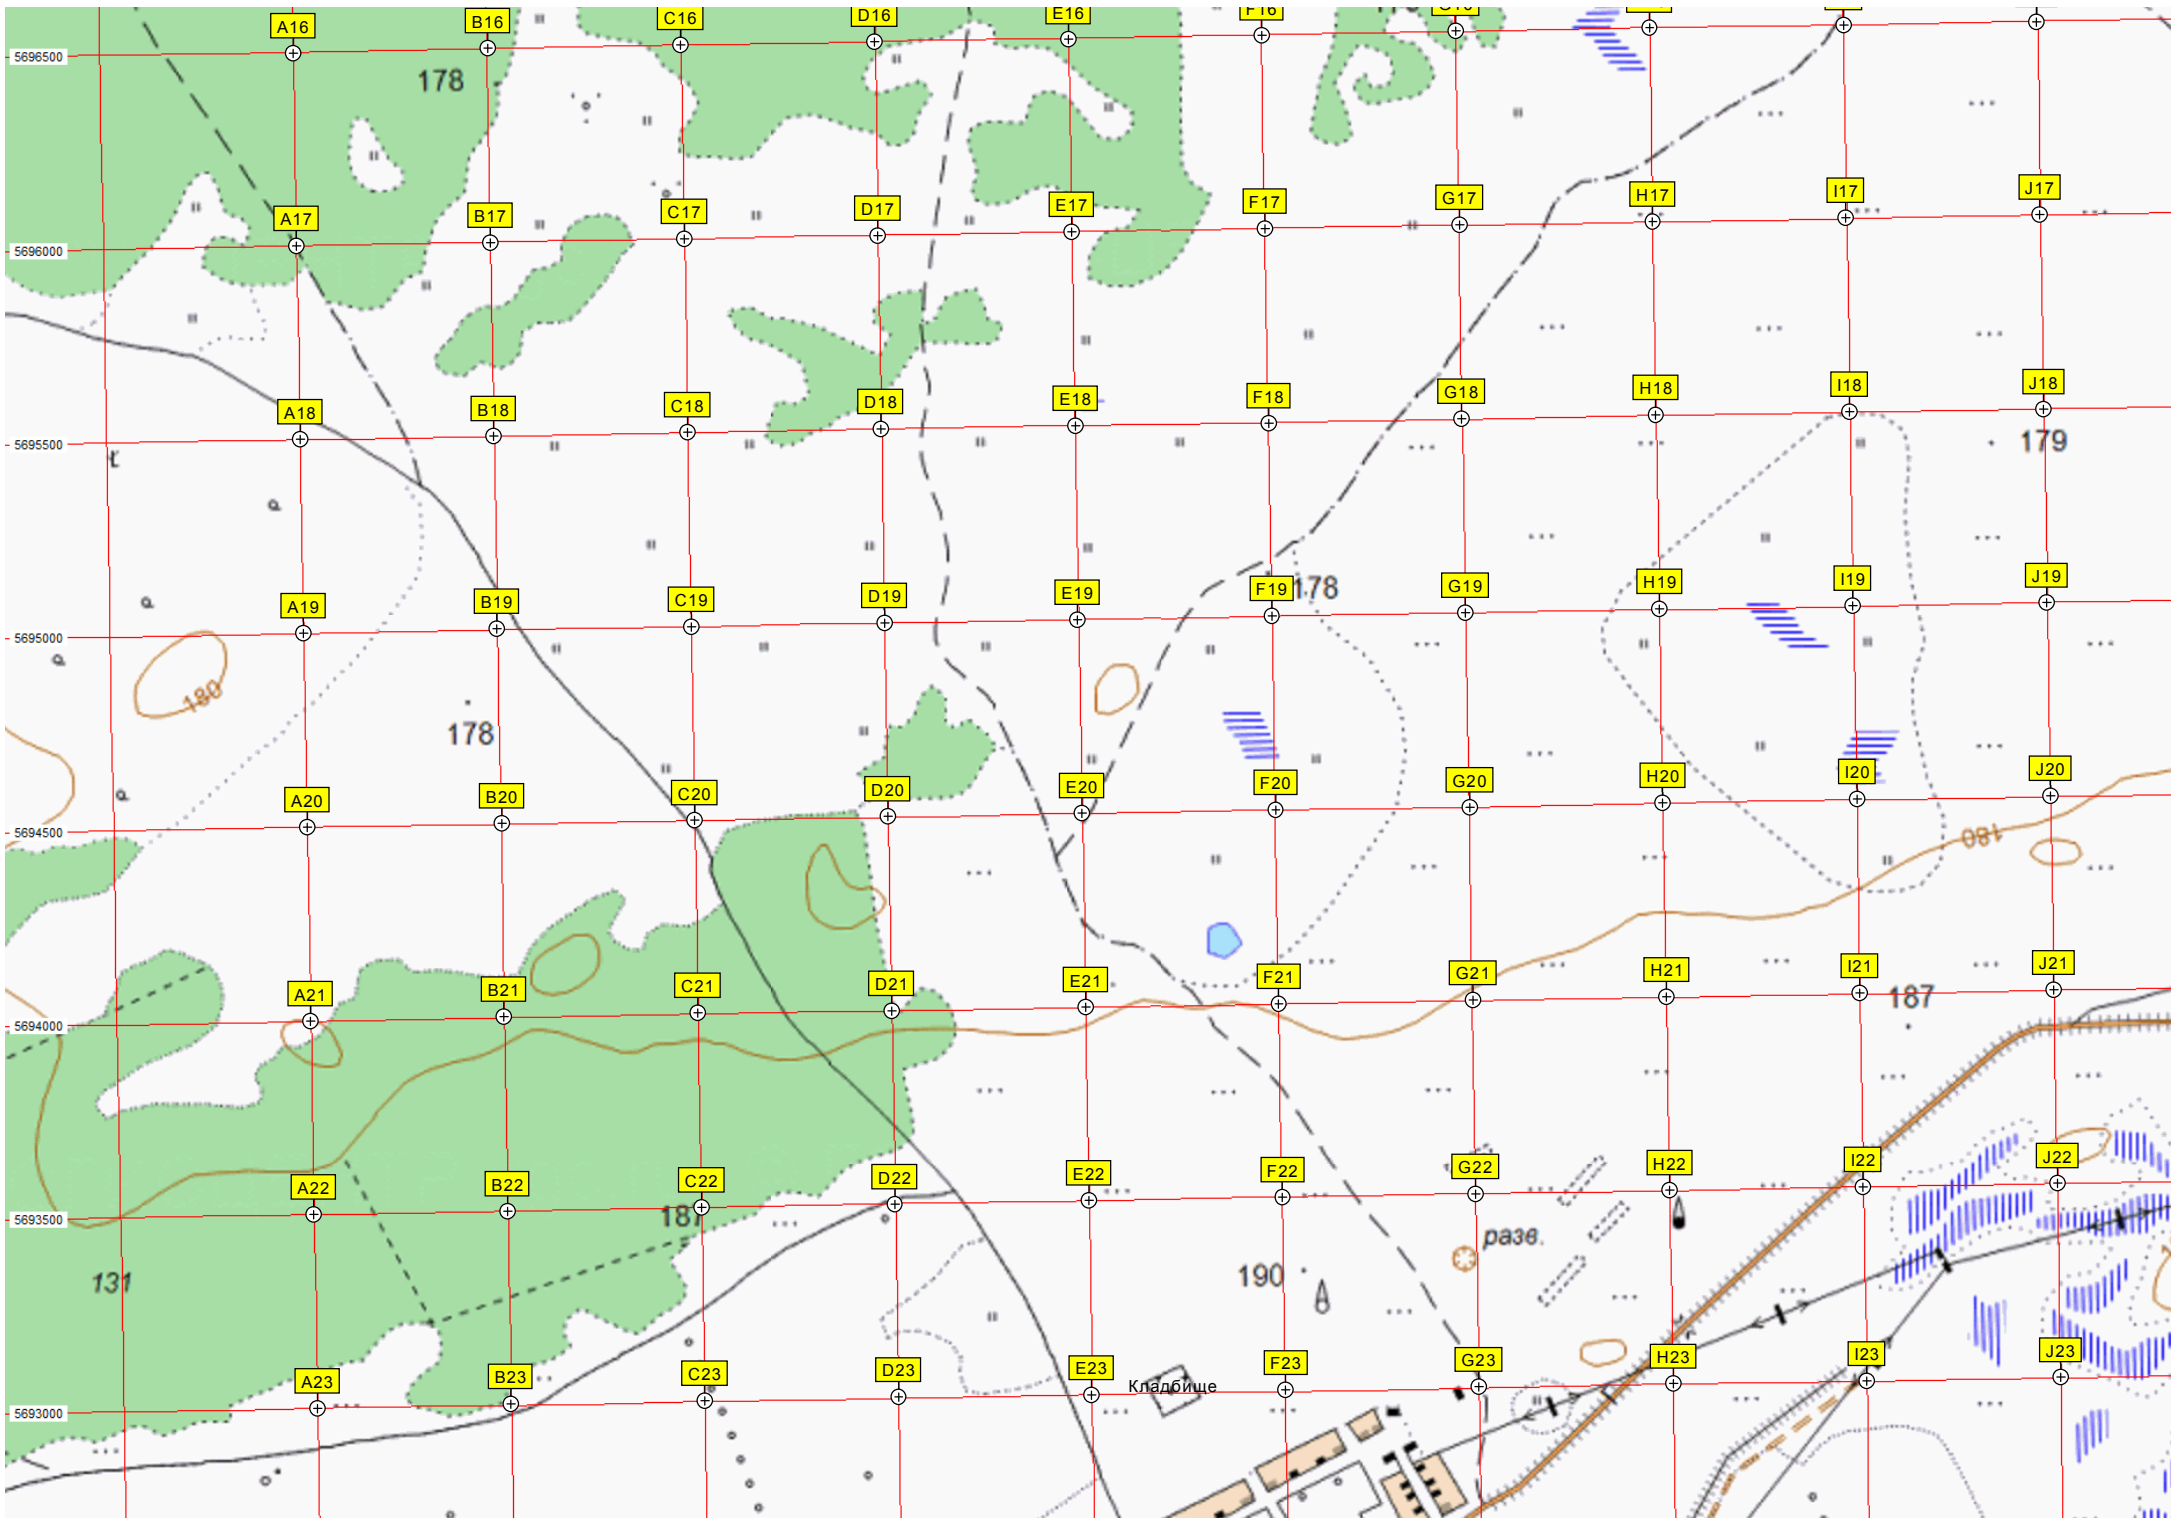 A16 B16 C16 D16 E16 F16
5696500
178
A17 B17 C17 D17 E17 F17 G17 H17 I17 J17
5696000
A18 B18 C18 D18 E18 F18 G18 H18 I18 J18
5695500
179
A19 B19 C19 D19 E19 F19 178 G19 H19 I19 J19
5695000
180
178
A20 B20 C20 D20 E20 F20 G20 H20 I20 J20
5694500
180
A21 B21 C21 D21 E21 F21 G21 H21 I21 J21
187
5694000
A22 B22 C22 D22 E22 F22 G22 H22 I22 J22
5693500
187
разв.
131
190
A23 B23 C23 D23 E23 F23 G23 H23 I23 J23
Кладбище
5693000